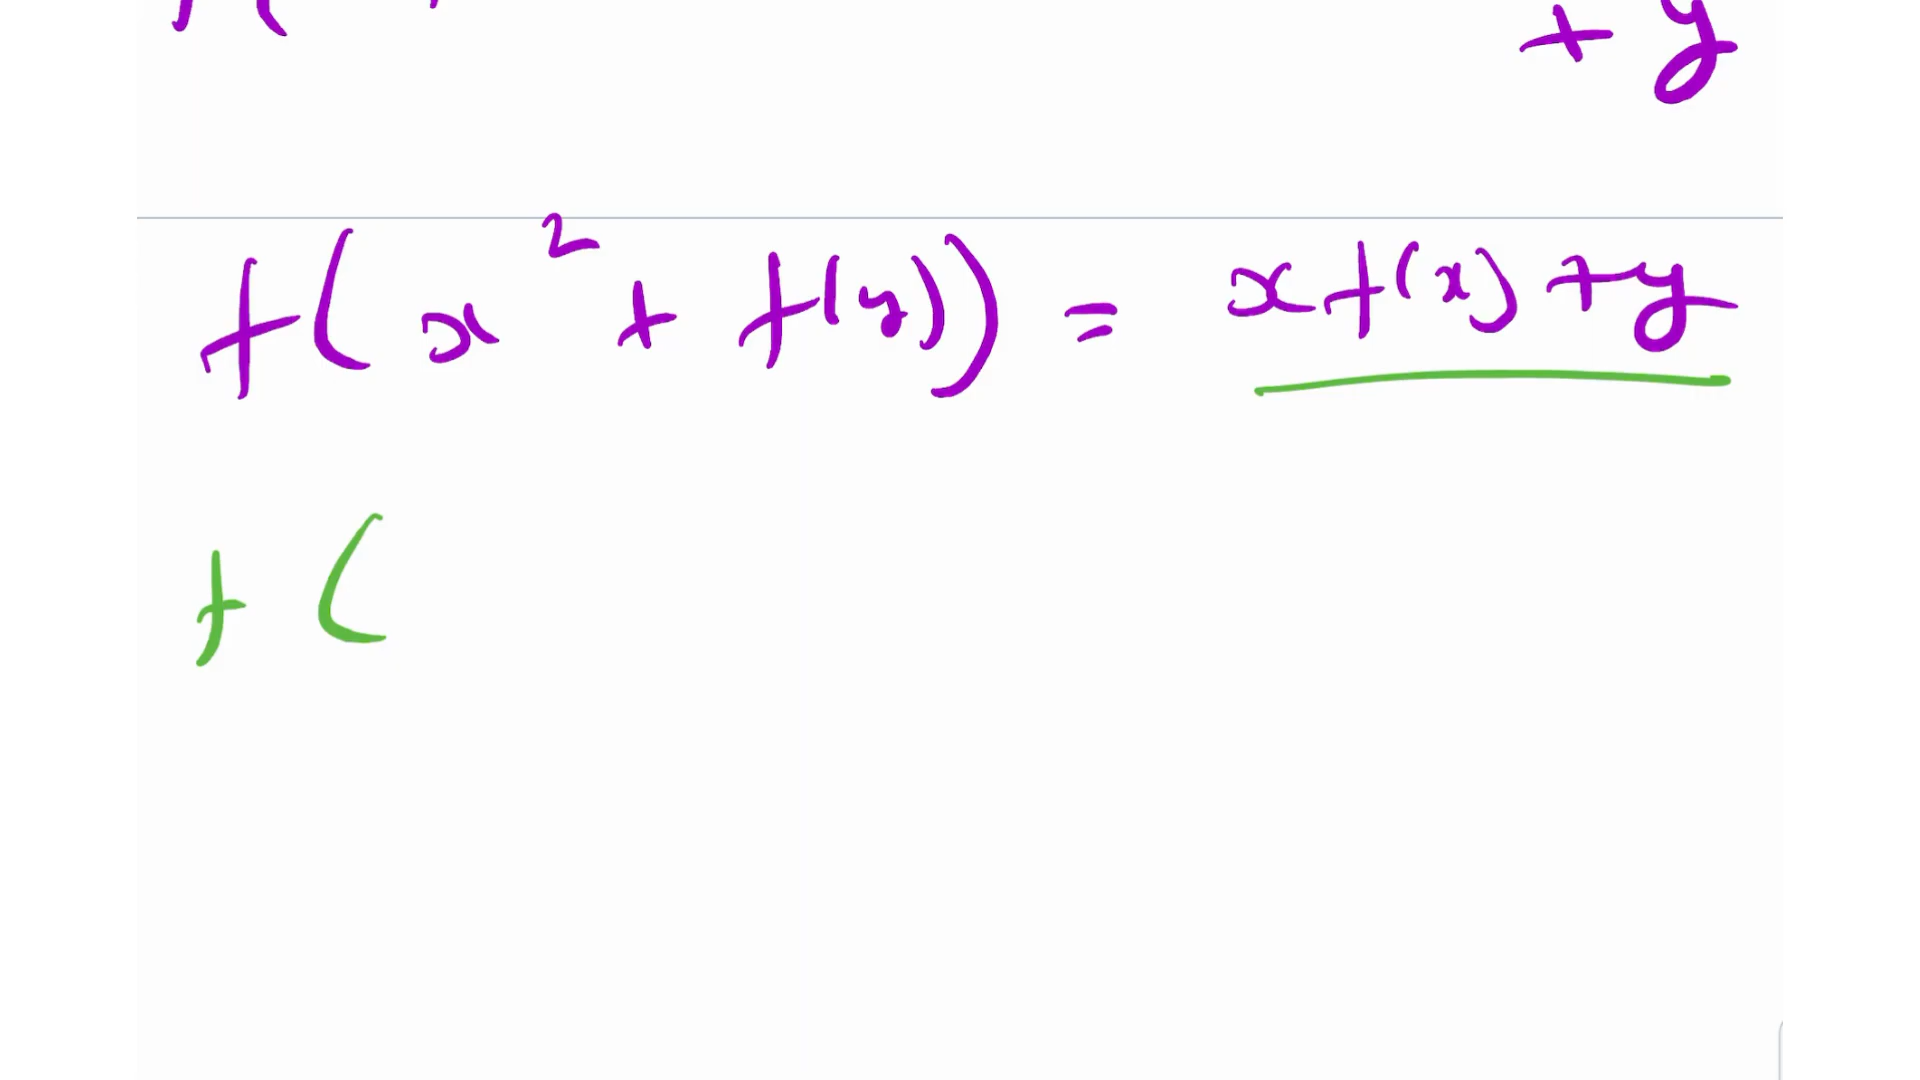 + y
f( x² + f(y)) = xf(x) +y
f (